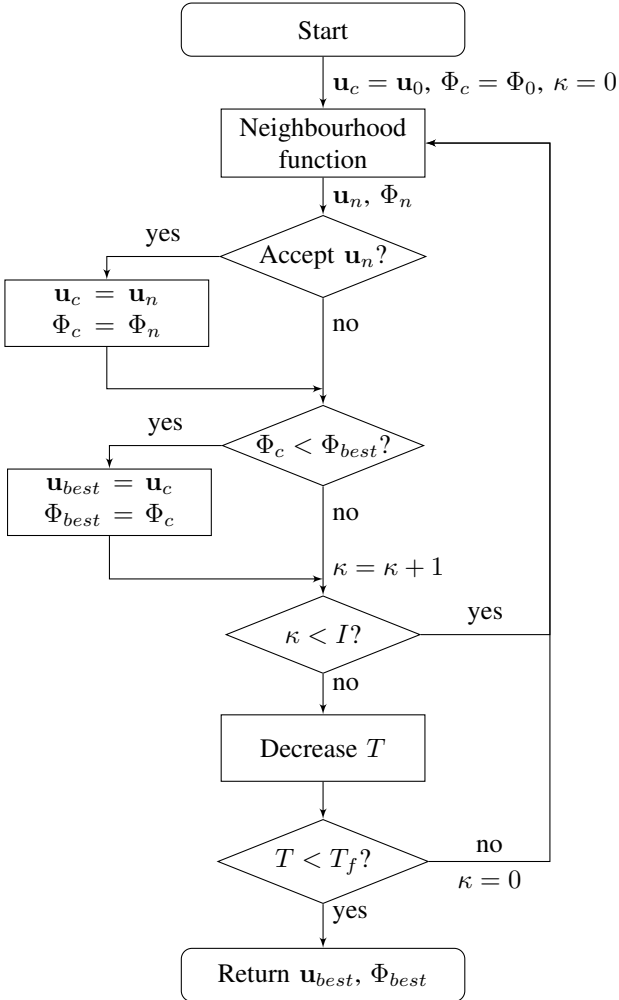 Start
𝐮_c = 𝐮_0, Φ_c = Φ_0, κ = 0
Neighbourhood
function
𝐮_n, Φ_n
yes
Accept 𝐮_n?
𝐮_c = 𝐮_n
Φ_c = Φ_n
no
yes
Φ_c < Φ_best?
𝐮_best = 𝐮_c
Φ_best = Φ_c
no
κ = κ + 1
κ < I?
yes
no
Decrease T
T < T_f?
no
κ = 0
yes
Return 𝐮_best, Φ_best